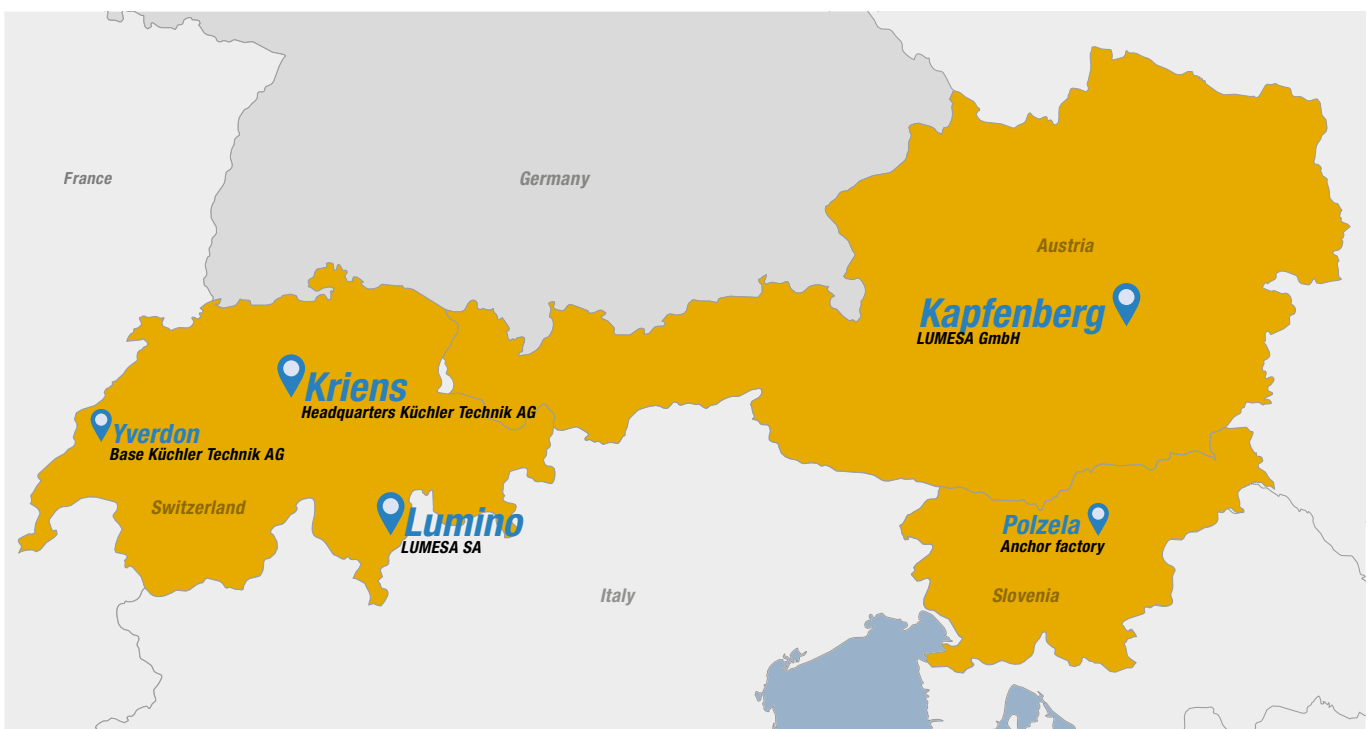 France
Germany
Austria
Kapfenberg
LUMESA GmbH
Kriens
Headquarters Küchler Technik AG
Yverdon
Base Küchler Technik AG
Switzerland
Lumino
LUMESA SA
Polzela
Anchor factory
Italy
Slovenia